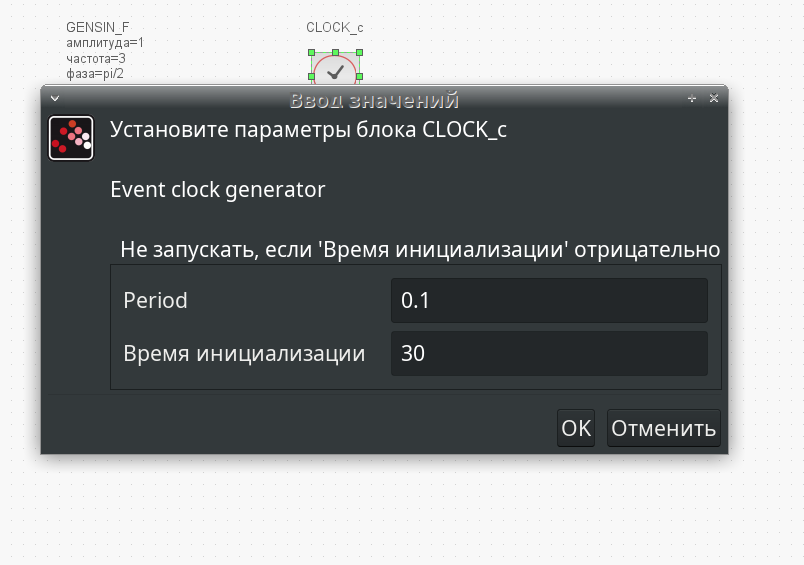 GENSIN_F
амплитуда=1
частота=3
фаза=pi/2
CLOCK_c
Ввод значений
Установите параметры блока CLOCK_c
Event clock generator
Не запускать, если 'Время инициализации' отрицательно
Period
0.1
Время инициализации
30
OK
Отменить